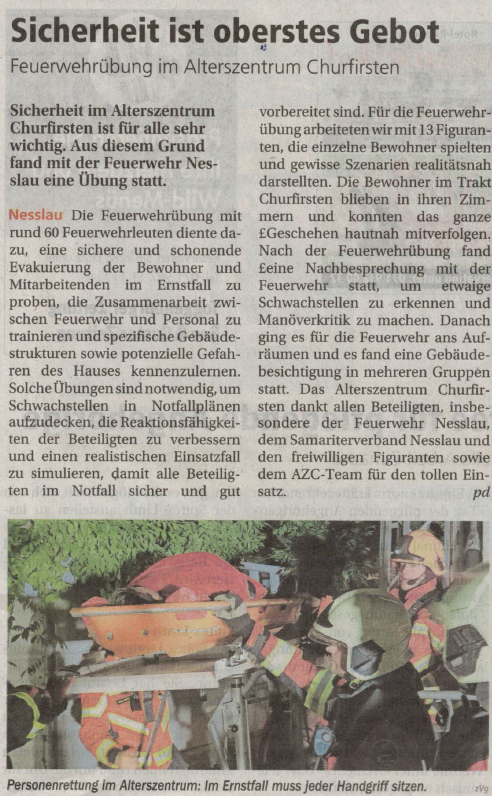 Sicherheit ist oberstes Gebot
Feuerwehrübung im Alterszentrum Churfirsten
Sicherheit im Alterszentrum
Churfirsten ist für alle sehr
wichtig. Aus diesem Grund
fand mit der Feuerwehr Nes-
slau eine Übung statt.
Nesslau Die Feuerwehrübung mit
rund 60 Feuerwehrleuten diente da-
zu, eine sichere und schonende
Evakuierung der Bewohner und
Mitarbeitenden im Ernstfall zu
proben, die Zusammenarbeit zwi-
schen Feuerwehr und Personal zu
trainieren und spezifische Gebäude-
strukturen sowie potenzielle Gefah-
ren des Hauses kennenzulernen.
Solche Übungen sind notwendig, um
Schwachstellen in Notfallplänen
aufzudecken, die Reaktionsfähigkei-
ten der Beteiligten zu verbessern
und einen realistischen Einsatzfall
zu simulieren, damit alle Beteilig-
ten im Notfall sicher und gut
vorbereitet sind. Für die Feuerwehr-
übung arbeiteten wir mit 13 Figuran-
ten, die einzelne Bewohner spielten
und gewisse Szenarien realitätsnah
darstellten. Die Bewohner im Trakt
Churfirsten blieben in ihren Zim-
mern und konnten das ganze
£Geschehen hautnah mitverfolgen.
Nach der Feuerwehrübung fand
£eine Nachbesprechung mit der
Feuerwehr statt, um etwaige
Schwachstellen zu erkennen und
Manöverkritik zu machen. Danach
ging es für die Feuerwehr ans Auf-
räumen und es fand eine Gebäude-
besichtigung in mehreren Gruppen
statt. Das Alterszentrum Churfir-
sten dankt allen Beteiligten, insbe-
sondere der Feuerwehr Nesslau,
dem Samariterverband Nesslau und
den freiwilligen Figuranten sowie
dem AZC-Team für den tollen Ein-
satz. pd
Personenrettung im Alterszentrum: Im Ernstfall muss jeder Handgriff sitzen. zVg